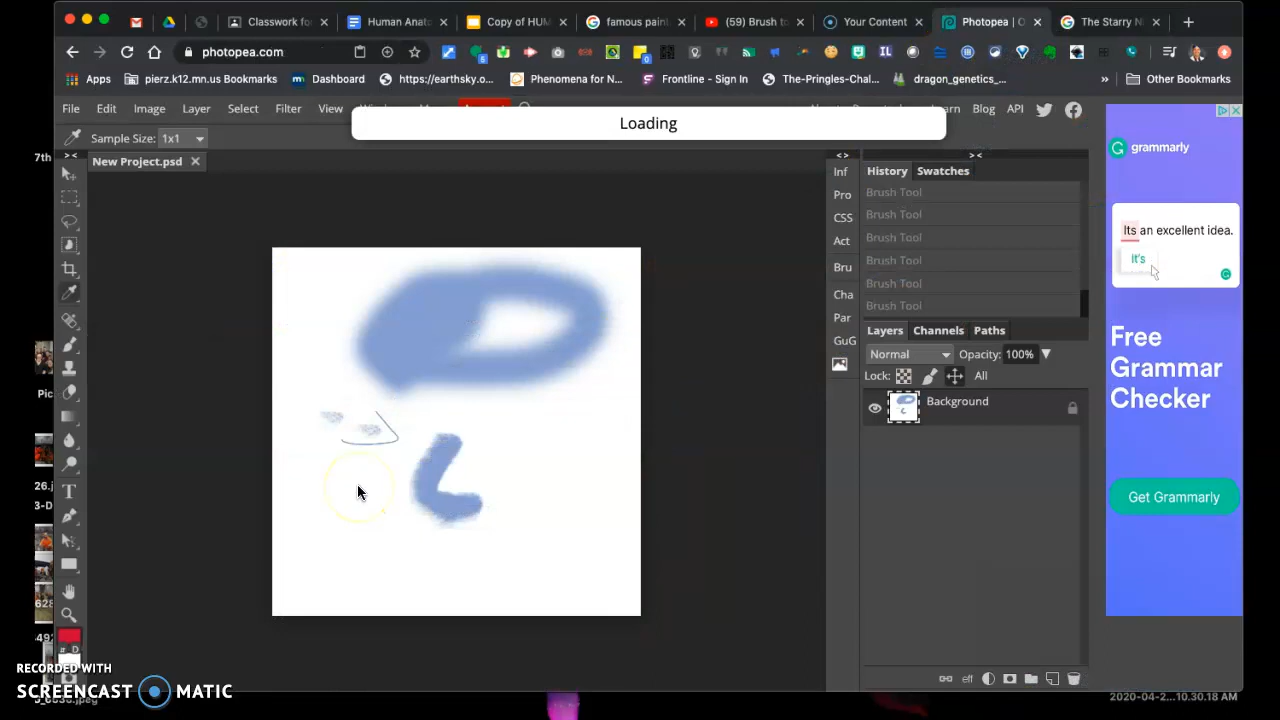 Classwork fo
Human Anato
Copy of HUM
famous paint
(59) Brush to
Your Content
Photopea | O
The Starry Ni
photopea.com
Apps
pierz.k12.mn.us Bookmarks
Dashboard
https://earthsky.o...
Phenomena for N...
Frontline - Sign In
The-Pringles-Chal...
dragon_genetics_...
Other Bookmarks
File Edit Image Layer Select Filter View
Blog API
Loading
Sample Size: 1x1
7th
New Project.psd
Inf
Pro
CSS
Act
Bru
Cha
Par
GuG
History Swatches
Brush Tool
Brush Tool
Brush Tool
Brush Tool
Brush Tool
Brush Tool
Layers Channels Paths
Normal Opacity: 100%
Lock: All
Background
grammarly
Its an excellent idea.
It's
Free
Grammar
Checker
Get Grammarly
Pic
26.j
3-D
628
492
RECORDED WITH
SCREENCAST MATIC
2020-04-2...10.30.18 AM